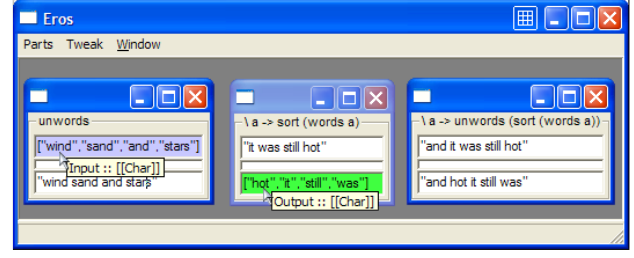 Eros
Parts Tweak Window
unwords
["wind","sand","and","stars"]
Input :: [[Char]]
"wind sand and stars"
\ a -> sort (words a)
"it was still hot"
["hot","it","still","was"]
Output :: [[Char]]
\ a -> unwords (sort (words a))
"and it was still hot"
"and hot it still was"